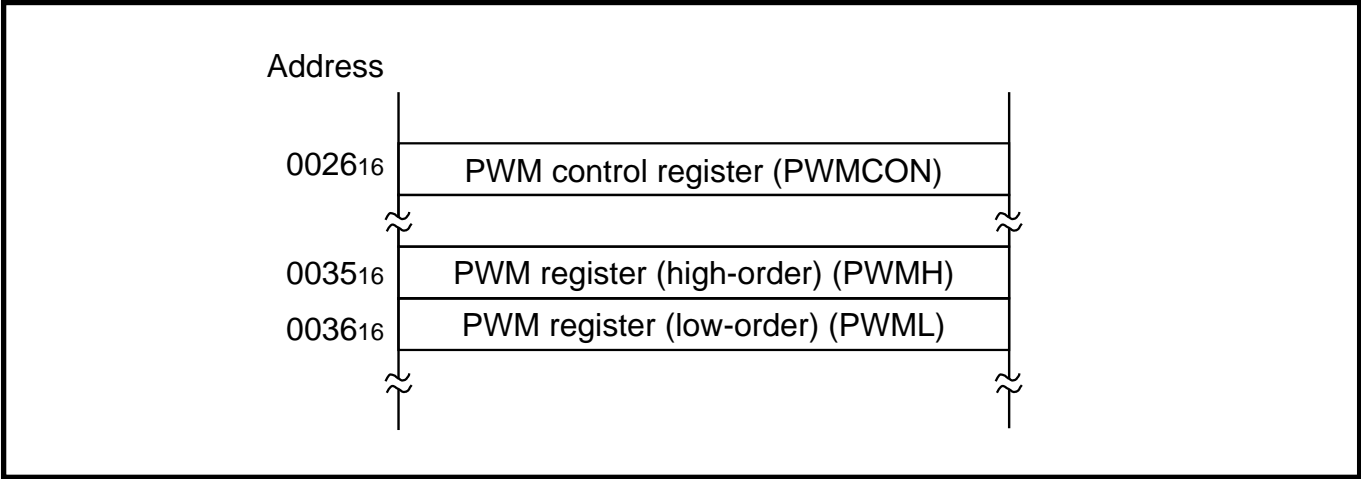 Address
0026₁₆ PWM control register (PWMCON)
0035₁₆ PWM register (high-order) (PWMH)
0036₁₆ PWM register (low-order) (PWML)